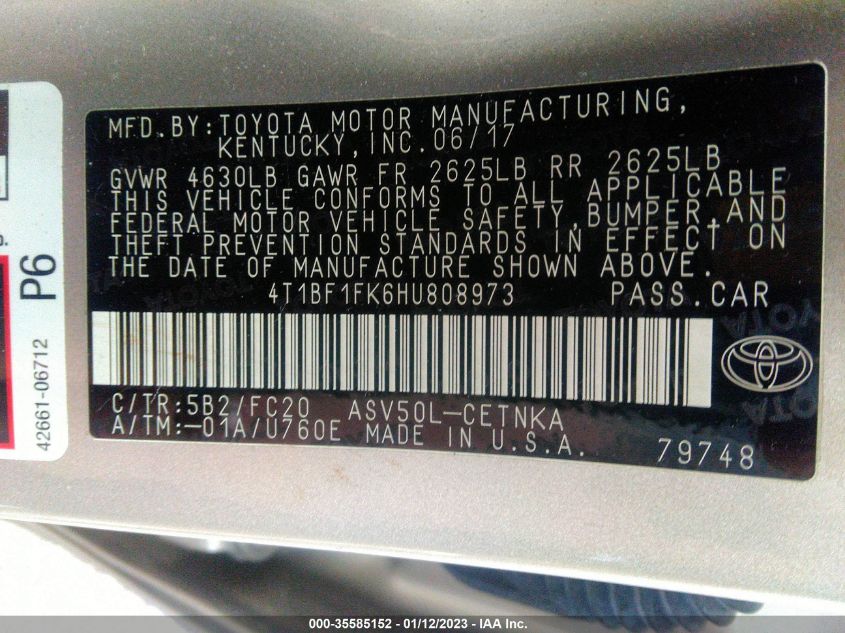 MFD. BY: TOYOTA MOTOR MANUFACTURING,
KENTUCKY, INC. 06/17
GVWR 4630LB GAWR FR 2625LB RR 2625LB
THIS VEHICLE CONFORMS TO ALL APPLICABLE
FEDERAL MOTOR VEHICLE SAFETY, BUMPER, AND
THEFT PREVENTION STANDARDS IN EFFECT ON
THE DATE OF MANUFACTURE SHOWN ABOVE.
4T1BF1FK6HU808973 PASS. CAR
C/TR: 5B2/FC20 ASV50L-CETNKA
A/TM: -01A/U760E MADE IN U.S.A.
79748
P6
42661-06712
000-35585152 - 01/12/2023 - IAA Inc.